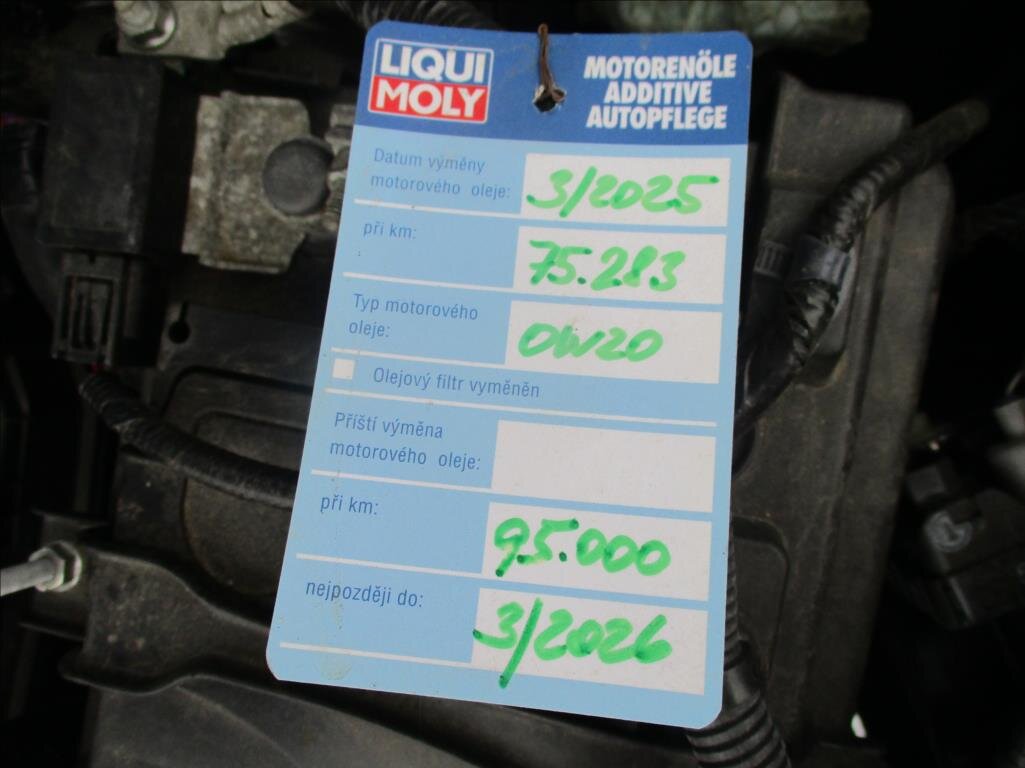 LIQUI
MOLY
MOTORENÖLE
ADDITIVE
AUTOPFLEGE
Datum výměny
motorového oleje:
3/2025
při km:
75.283
Typ motorového
oleje:
0W20
Olejový filtr vyměněn
Příští výměna
motorového oleje:
při km:
95.000
nejpozději do:
3/2026